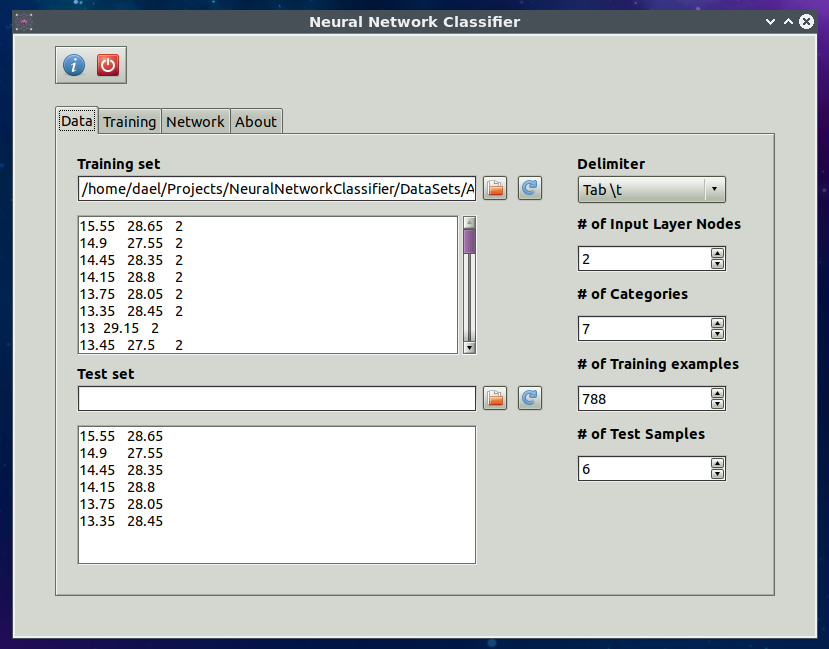 Neural Network Classifier
Data Training Network About
Training set
/home/dael/Projects/NeuralNetworkClassifier/DataSets/A
15.55 28.65 2
14.9 27.55 2
14.45 28.35 2
14.15 28.8 2
13.75 28.05 2
13.35 28.45 2
13 29.15 2
13.45 27.5 2
Test set
15.55 28.65
14.9 27.55
14.45 28.35
14.15 28.8
13.75 28.05
13.35 28.45
Delimiter
Tab \t
# of Input Layer Nodes
2
# of Categories
7
# of Training examples
788
# of Test Samples
6